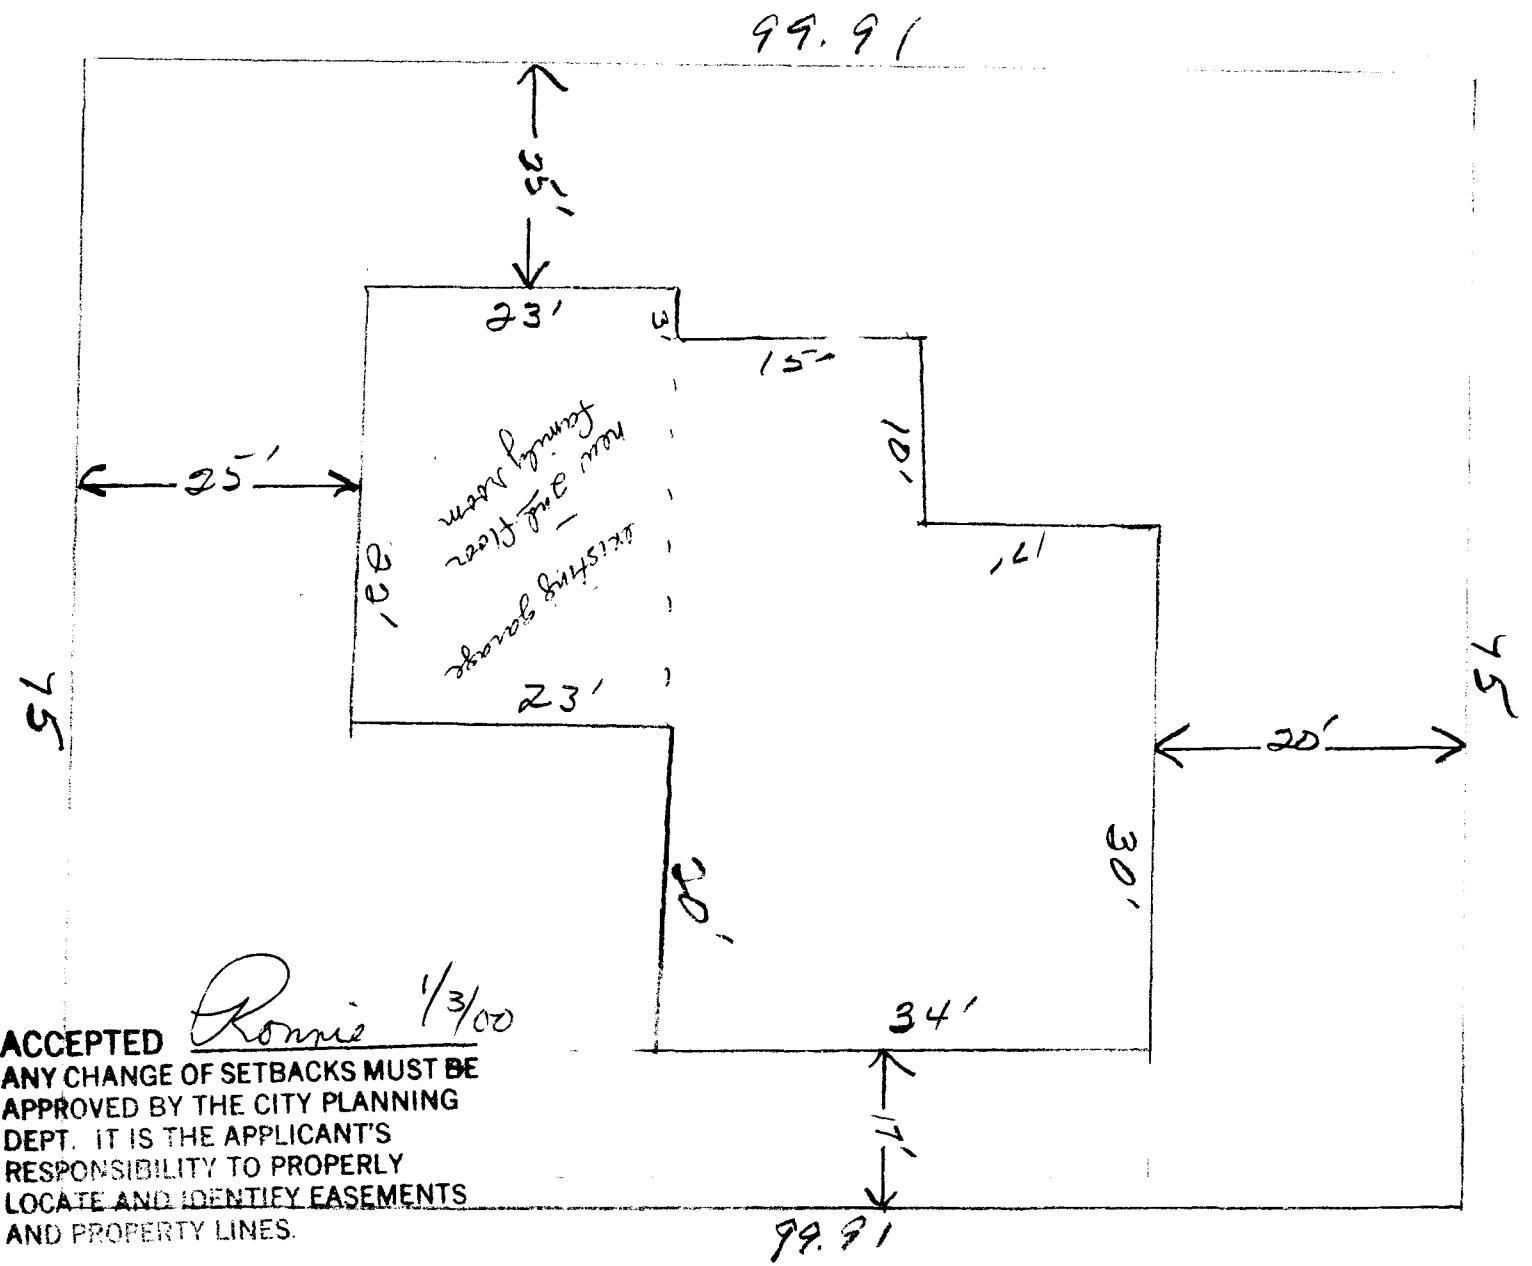 99.91
25'
23'
3'
15'
10'
17'
25'
new 2nd floor
family room
existing garage
22'
23'
75
75
20'
30'
20'
34'
17'
99.91
Ronnie 1/3/00
ACCEPTED
ANY CHANGE OF SETBACKS MUST BE
APPROVED BY THE CITY PLANNING
DEPT. IT IS THE APPLICANT'S
RESPONSIBILITY TO PROPERLY
LOCATE AND IDENTIFY EASEMENTS
AND PROPERTY LINES.